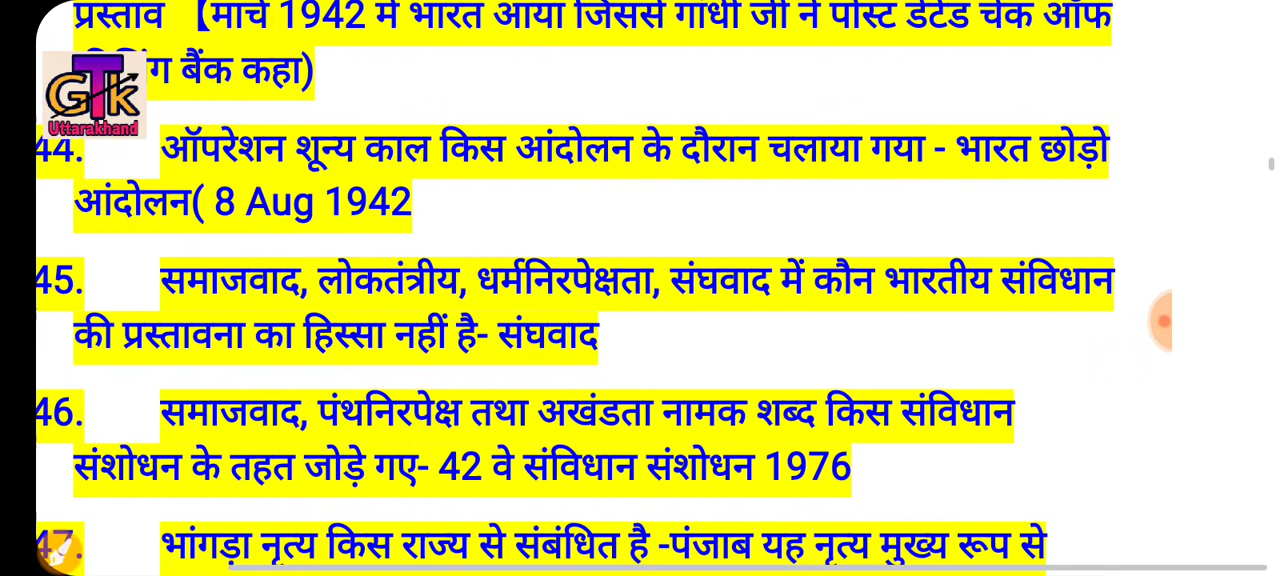 प्रस्ताव 【मार्च 1942 में भारत आया जिससे गांधी जी ने पोस्ट डेटेड चेक ऑफ
ग बैंक कहा)
GTK
Uttarakhand
44. ऑपरेशन शून्य काल किस आंदोलन के दौरान चलाया गया - भारत छोड़ो
आंदोलन( 8 Aug 1942
45. समाजवाद, लोकतंत्रीय, धर्मनिरपेक्षता, संघवाद में कौन भारतीय संविधान
की प्रस्तावना का हिस्सा नहीं है- संघवाद
46. समाजवाद, पंथनिरपेक्ष तथा अखंडता नामक शब्द किस संविधान
संशोधन के तहत जोड़े गए- 42 वे संविधान संशोधन 1976
47. भांगड़ा नृत्य किस राज्य से संबंधित है -पंजाब यह नृत्य मुख्य रूप से